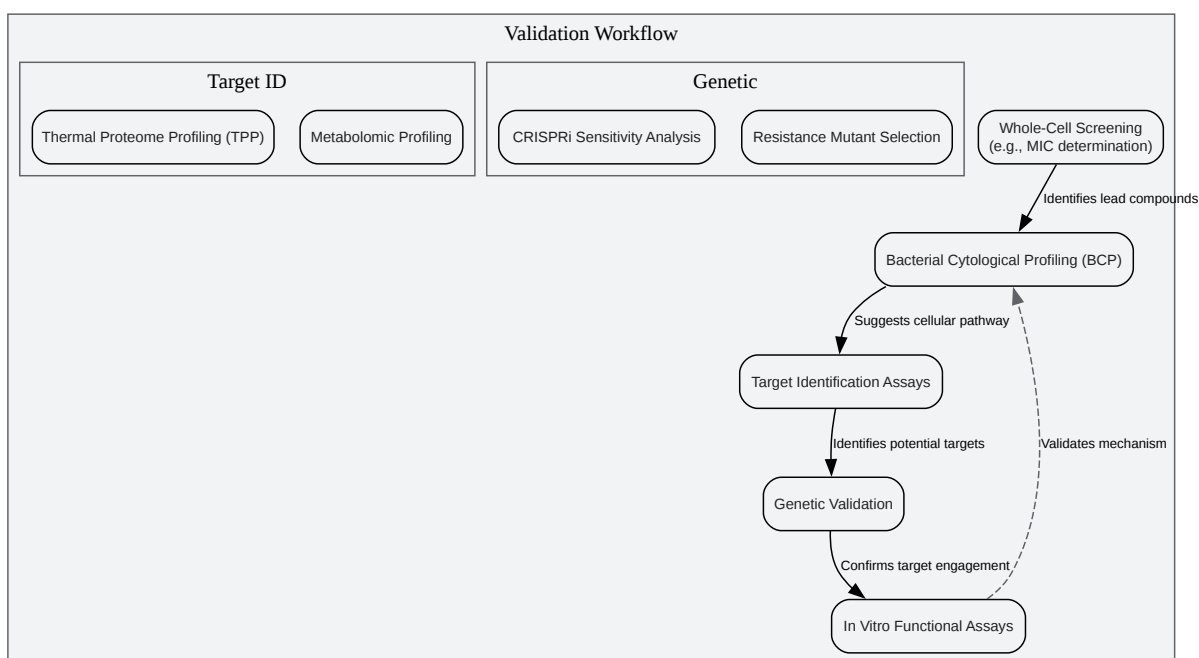 Validation Workflow
Target ID
Genetic
Thermal Proteome Profiling (TPP)
Metabolomic Profiling
CRISPRi Sensitivity Analysis
Resistance Mutant Selection
Whole-Cell Screening
(e.g., MIC determination)
Identifies lead compounds
Bacterial Cytological Profiling (BCP)
Suggests cellular pathway
Target Identification Assays
Identifies potential targets
Validates mechanism
Genetic Validation
Confirms target engagement
In Vitro Functional Assays